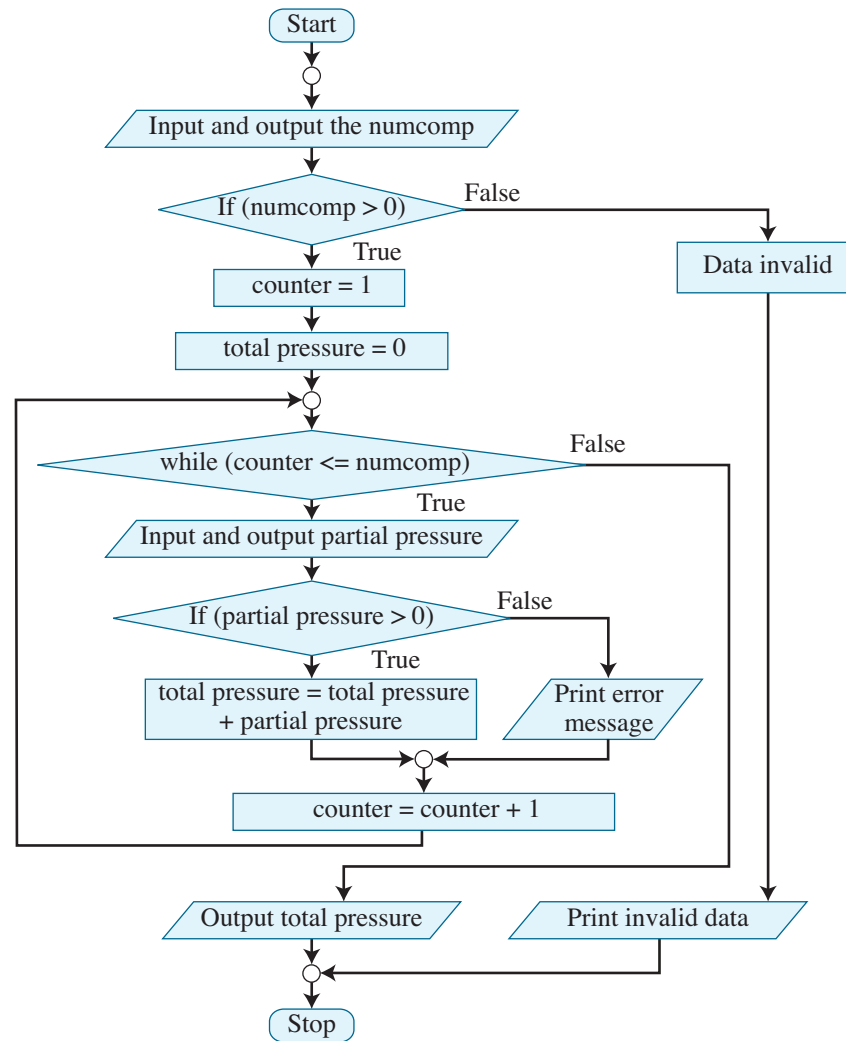 Start
Input and output the numcomp
If (numcomp > 0)
False
True
Data invalid
counter = 1
total pressure = 0
while (counter <= numcomp)
False
True
Input and output partial pressure
If (partial pressure > 0)
False
True
total pressure = total pressure
+ partial pressure
Print error
message
counter = counter + 1
Output total pressure
Print invalid data
Stop